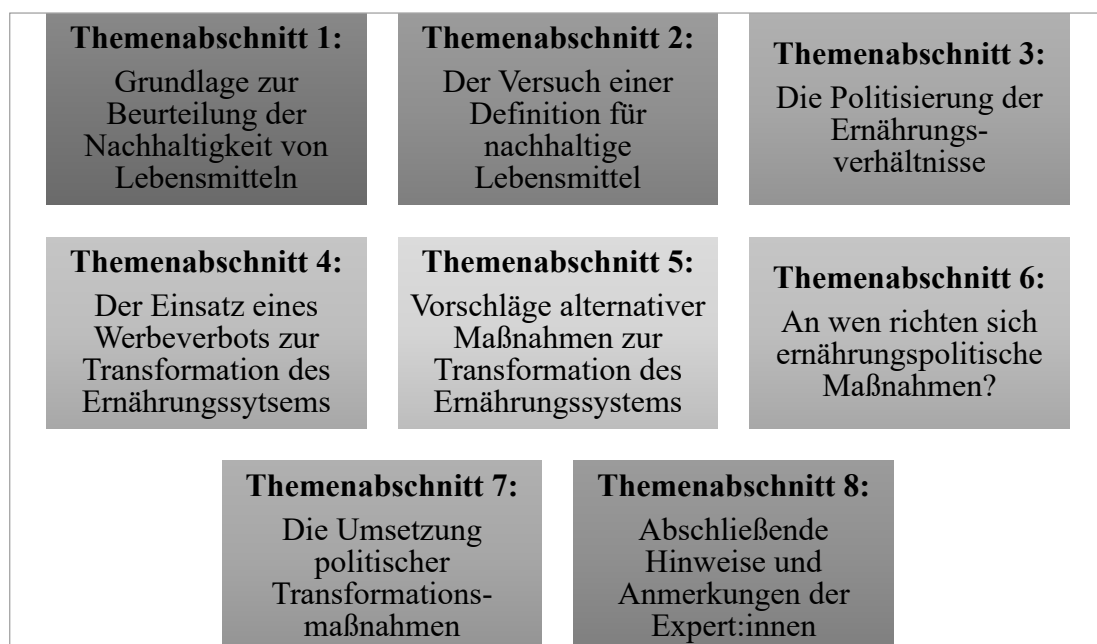 Themenabschnitt 1:
Grundlage zur
Beurteilung der
Nachhaltigkeit von
Lebensmitteln
Themenabschnitt 2:
Der Versuch einer
Definition für
nachhaltige
Lebensmittel
Themenabschnitt 3:
Die Politisierung der
Ernährungs-
verhältnisse
Themenabschnitt 4:
Der Einsatz eines
Werbeverbots zur
Transformation des
Ernährungssytsems
Themenabschnitt 5:
Vorschläge alternativer
Maßnahmen zur
Transformation des
Ernährungssystems
Themenabschnitt 6:
An wen richten sich
ernährungspolitische
Maßnahmen?
Themenabschnitt 7:
Die Umsetzung
politischer
Transformations-
maßnahmen
Themenabschnitt 8:
Abschließende
Hinweise und
Anmerkungen der
Expert:innen